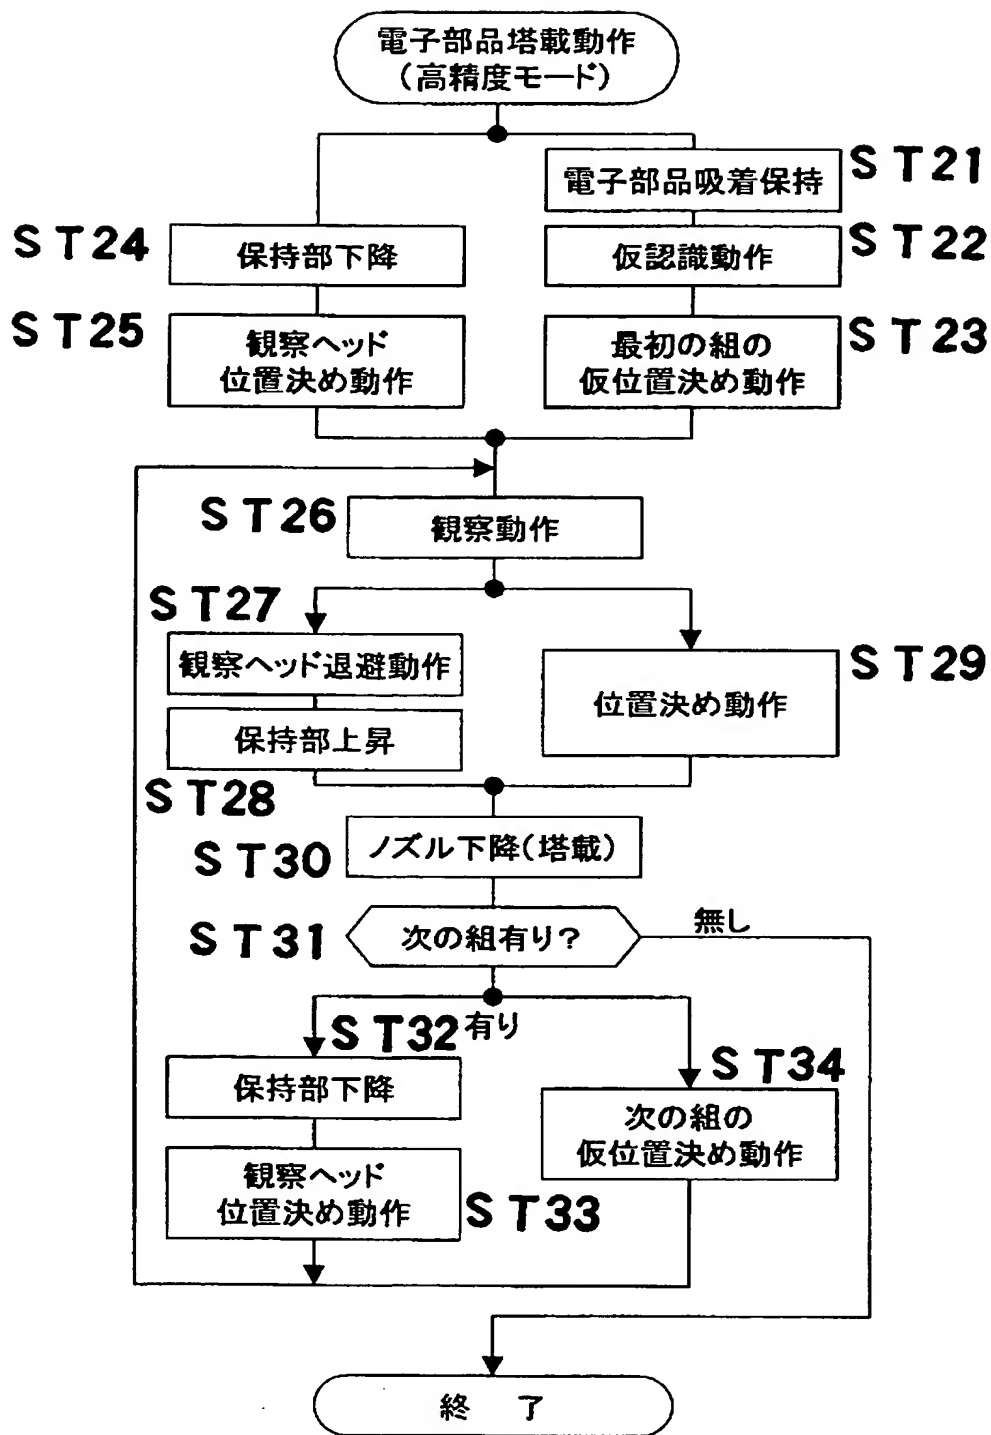 電子部品塔載動作
(高精度モード)
電子部品吸着保持
ST21
ST24
保持部下降
仮認識動作
ST22
ST25
観察ヘッド
位置決め動作
最初の組の
仮位置決め動作
ST23
ST26
観察動作
ST27
観察ヘッド退避動作
位置決め動作
ST29
保持部上昇
ST28
ST30
ノズル下降(塔載)
ST31
次の組有り?
無し
ST32
有り
保持部下降
ST34
次の組の
仮位置決め動作
観察ヘッド
位置決め動作
ST33
終 了